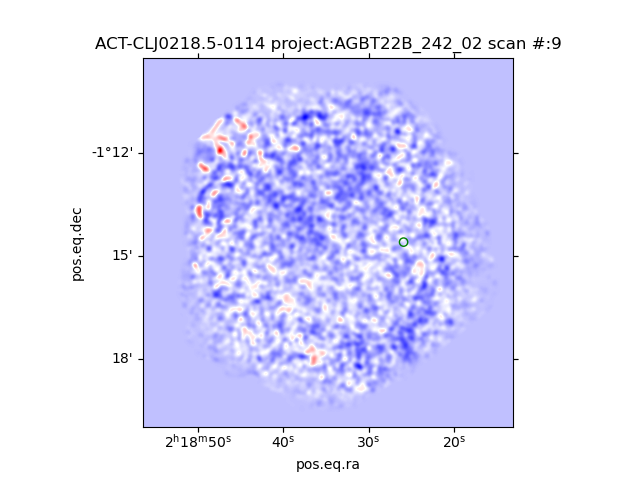 ACT-CLJ0218.5-0114 project:AGBT22B_242_02 scan #:9
pos.eq.dec
-1°12'
15'
18'
2ʰ18ᵐ50ˢ 40ˢ 30ˢ 20ˢ
pos.eq.ra